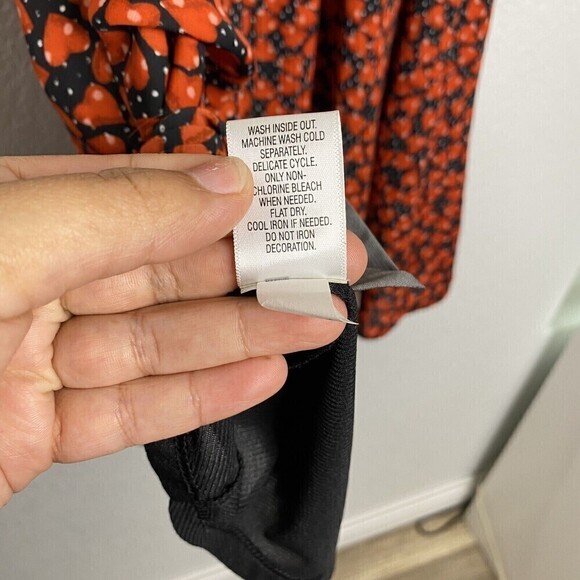 WASH INSIDE OUT.
MACHINE WASH COLD
SEPARATELY.
DELICATE CYCLE.
ONLY NON-
CHLORINE BLEACH
WHEN NEEDED.
FLAT DRY.
COOL IRON IF NEEDED.
DO NOT IRON
DECORATION.